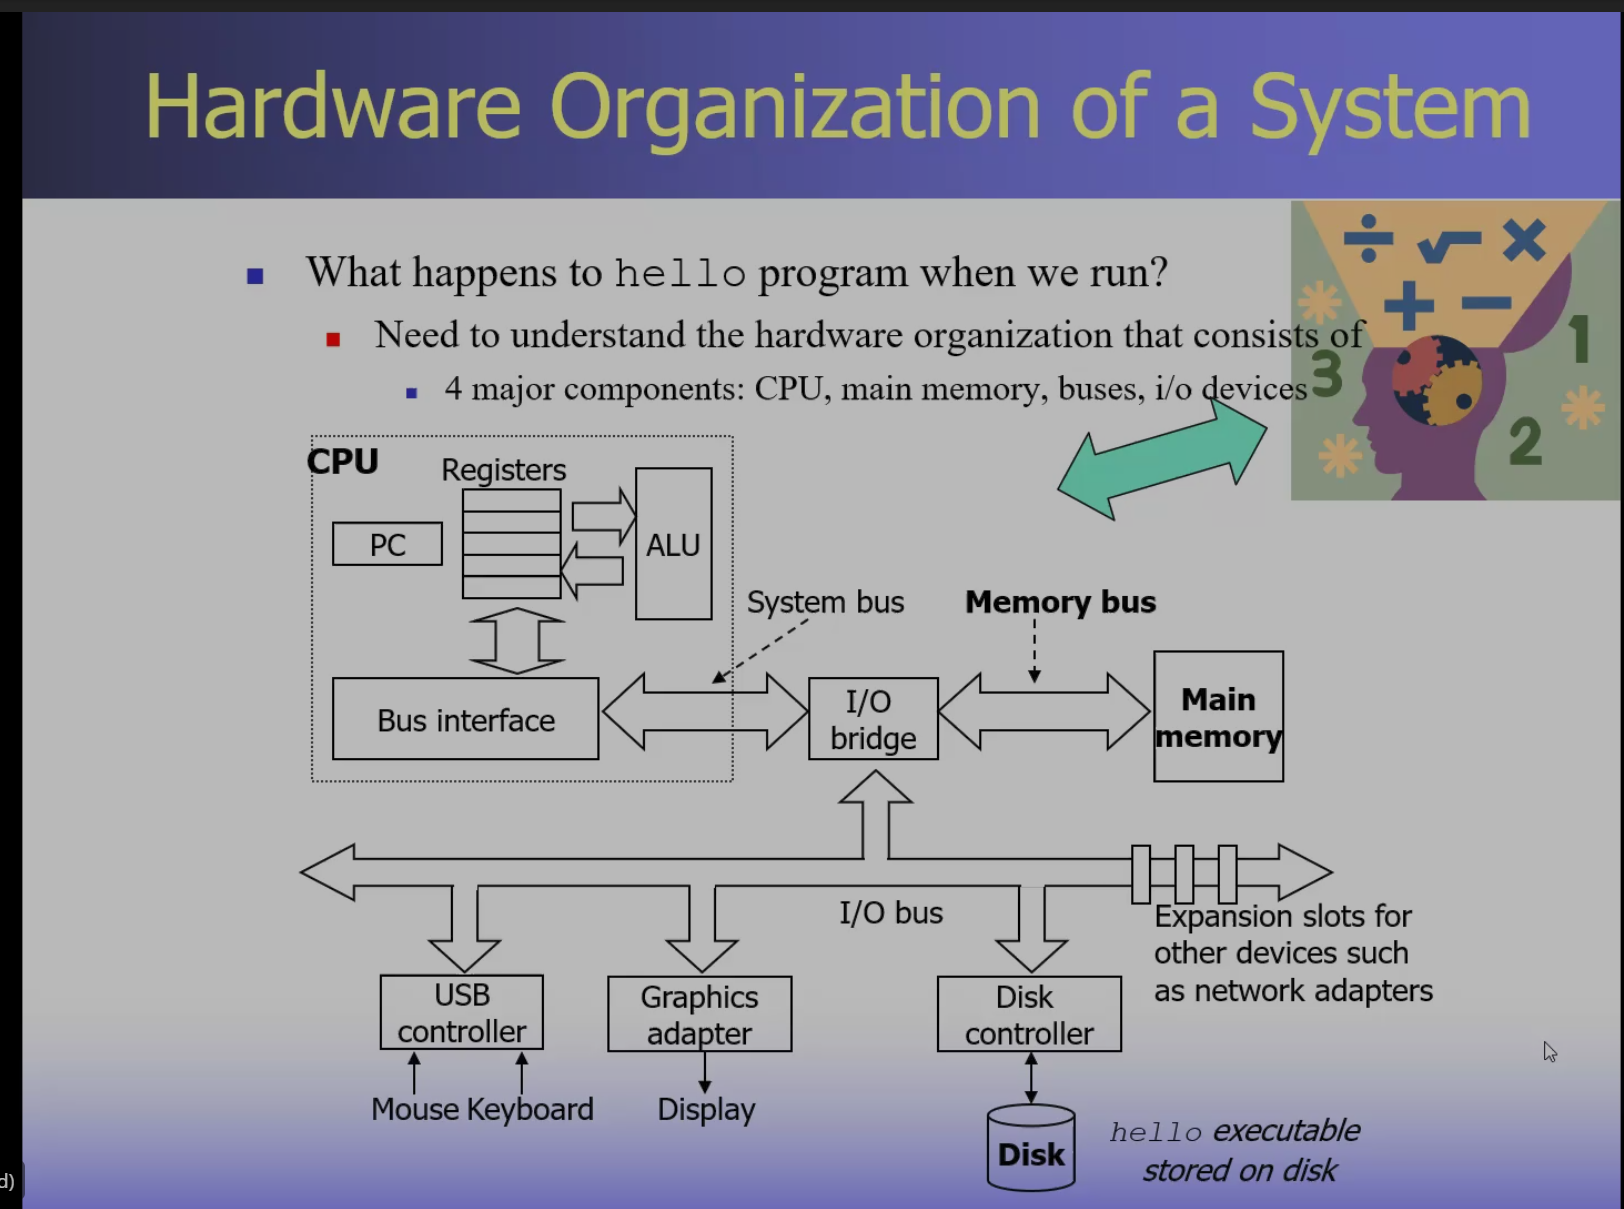 Hardware Organization of a System
What happens to hello program when we run?
Need to understand the hardware organization that consists of
4 major components: CPU, main memory, buses, i/o devices
÷ √ ×
+ −
1
3
2
CPU
Registers
PC
ALU
System bus
Memory bus
Bus interface
I/O
bridge
Main
memory
I/O bus
Expansion slots for
other devices such
as network adapters
USB
controller
Graphics
adapter
Disk
controller
Mouse Keyboard
Display
Disk
hello executable
stored on disk
d)